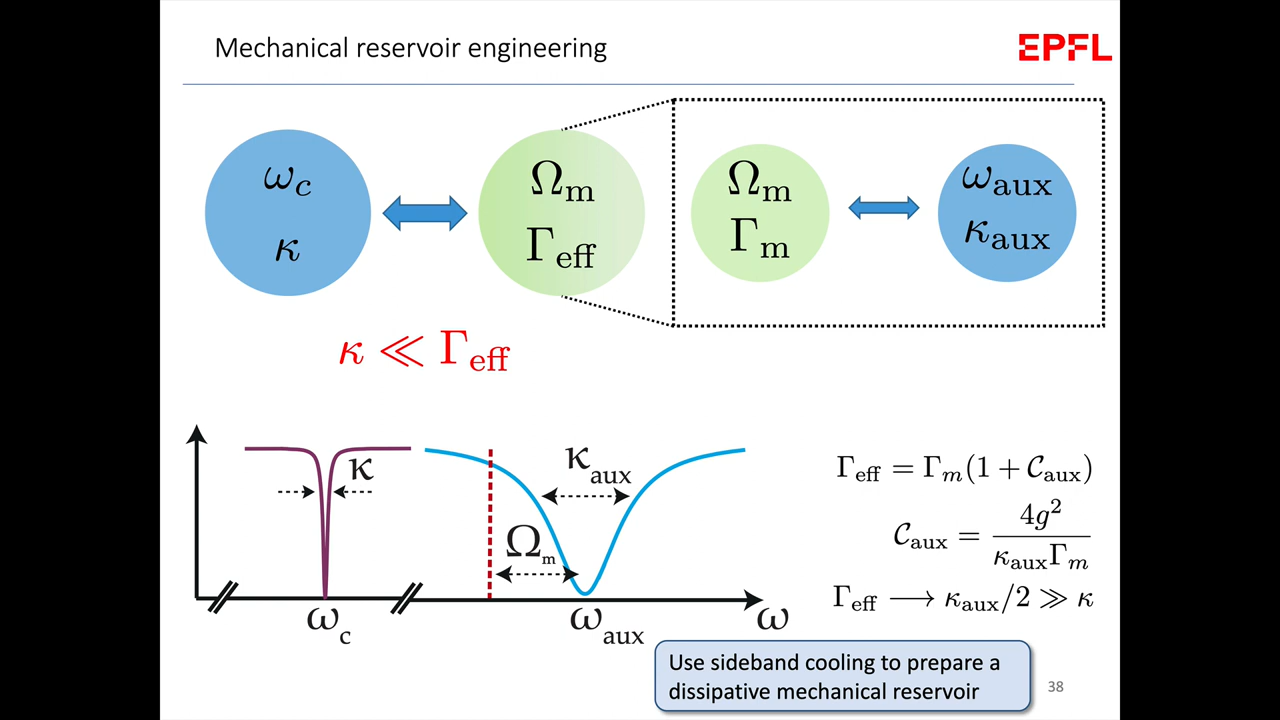 Mechanical reservoir engineering
EPFL
ω_c
κ
Ω_m
Γ_eff
Ω_m
Γ_m
ω_aux
κ_aux
κ ≪ Γ_eff
κ
κ_aux
Ω_m
ω_c
ω_aux
ω
Γ_eff = Γ_m(1 + 𝒞_aux)
𝒞_aux = 4g² / κ_aux Γ_m
Γ_eff ⟶ κ_aux/2 ≫ κ
Use sideband cooling to prepare a
dissipative mechanical reservoir
38